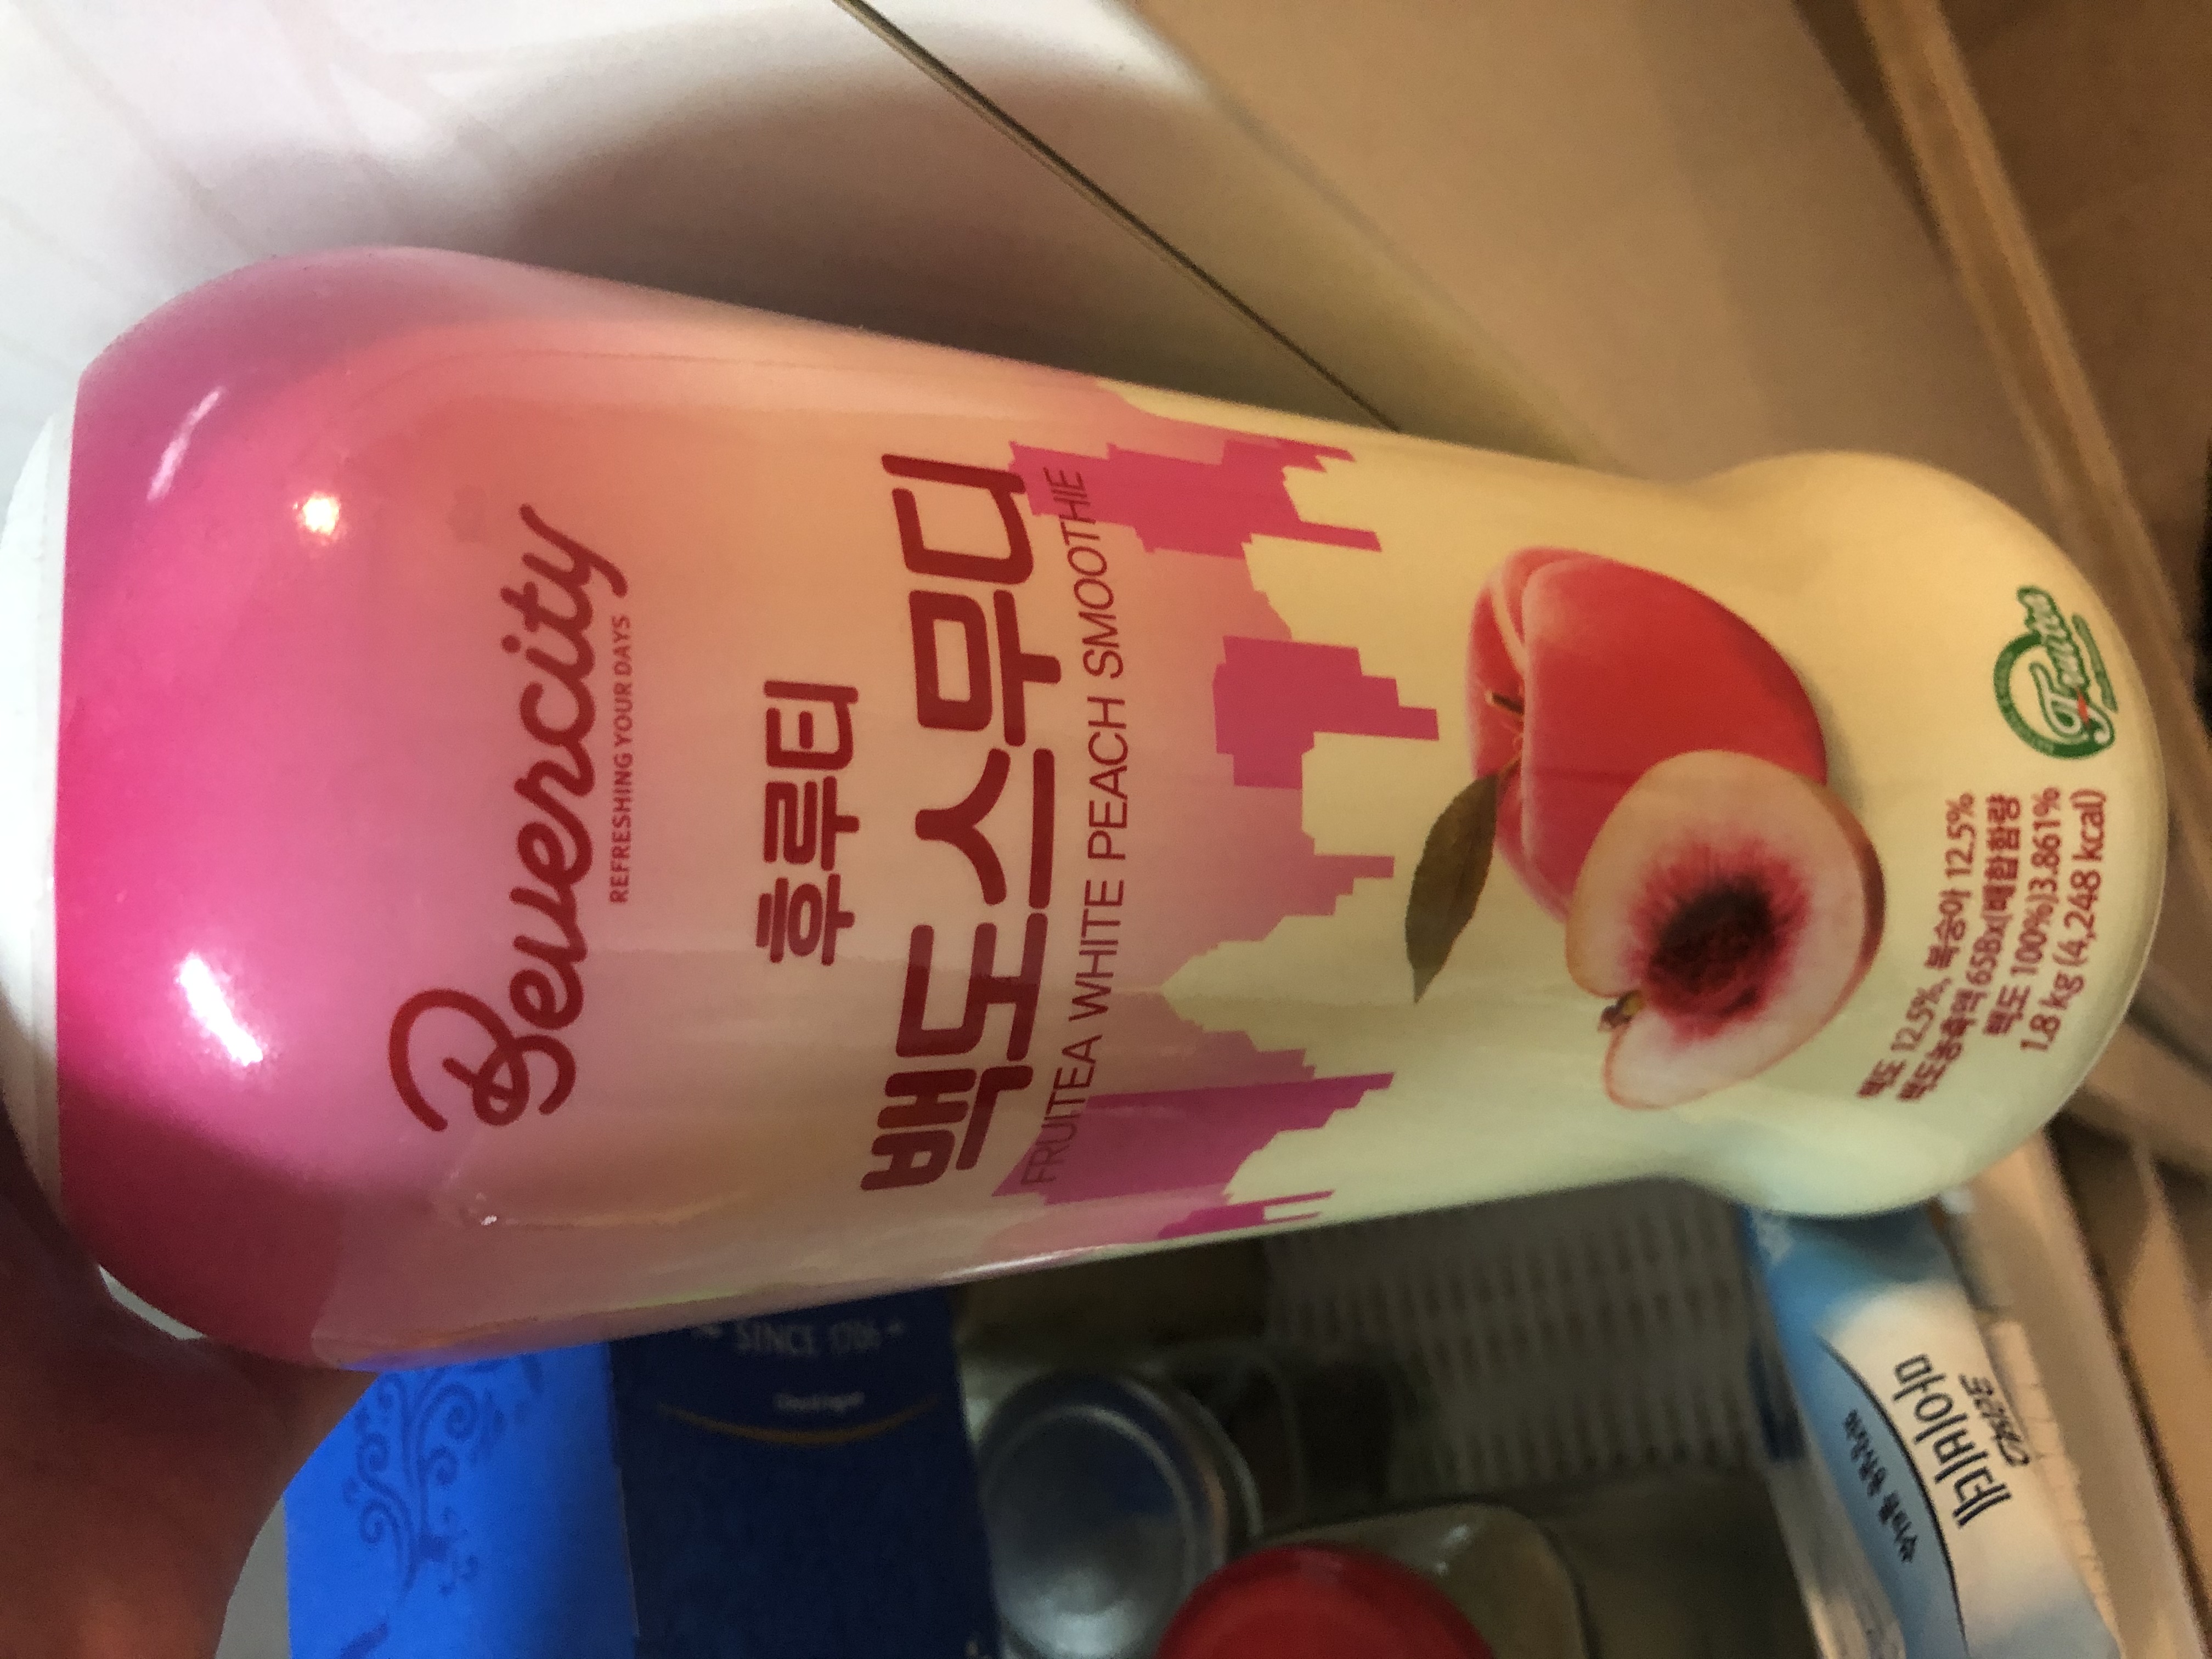 Bevercity
REFRESHING YOUR DAYS
후루티
백도스무디
FRUITEA WHITE PEACH SMOOTHIE
백도 12.5%, 복숭아 12.5%
백도농축액 65Bx(배합함량
백도 100%)3.861%
1.8 kg (4,248 kcal)
Fruitea
SINCE